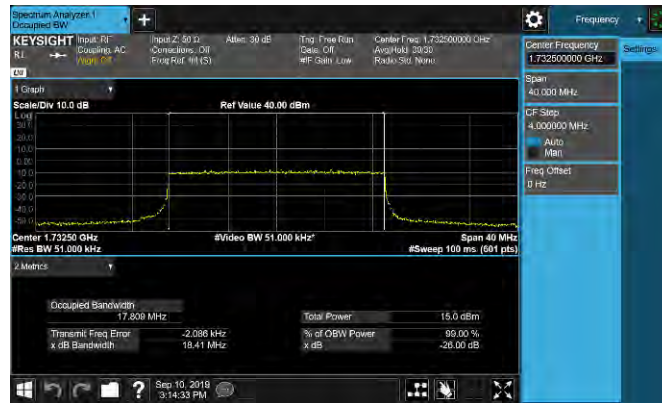 Spectrum Analyzer 1
Occupied BW
+
Frequency
KEYSIGHT
Input: RF
Coupling: AC
Align: Off
Input Z: 50 Ω
Corrections: Off
Freq Ref: Int (S)
Atten: 30 dB
Trig: Free Run
Gate: Off
#IF Gain: Low
Center Freq: 1.732500000 GHz
Avg|Hold: 20/20
Radio Std: None
Center Frequency
1.732500000 GHz
Settings
Span
40.000 MHz
CF Step
4.000000 MHz
Auto
Man
Freq Offset
0 Hz
1 Graph
Scale/Div 10.0 dB
Ref Value 40.00 dBm
Log
30.0
20.0
10.0
0.00
-10.0
-20.0
-30.0
-40.0
-50.0
Center 1.73250 GHz
#Video BW 51.000 kHz*
Span 40 MHz
#Res BW 51.000 kHz
#Sweep 100 ms (601 pts)
2 Metrics
Occupied Bandwidth
17.809 MHz
Total Power
15.0 dBm
Transmit Freq Error
-2.086 kHz
% of OBW Power
99.00 %
x dB Bandwidth
18.41 MHz
x dB
-26.00 dB
?
Sep 10, 2019
3:14:33 PM